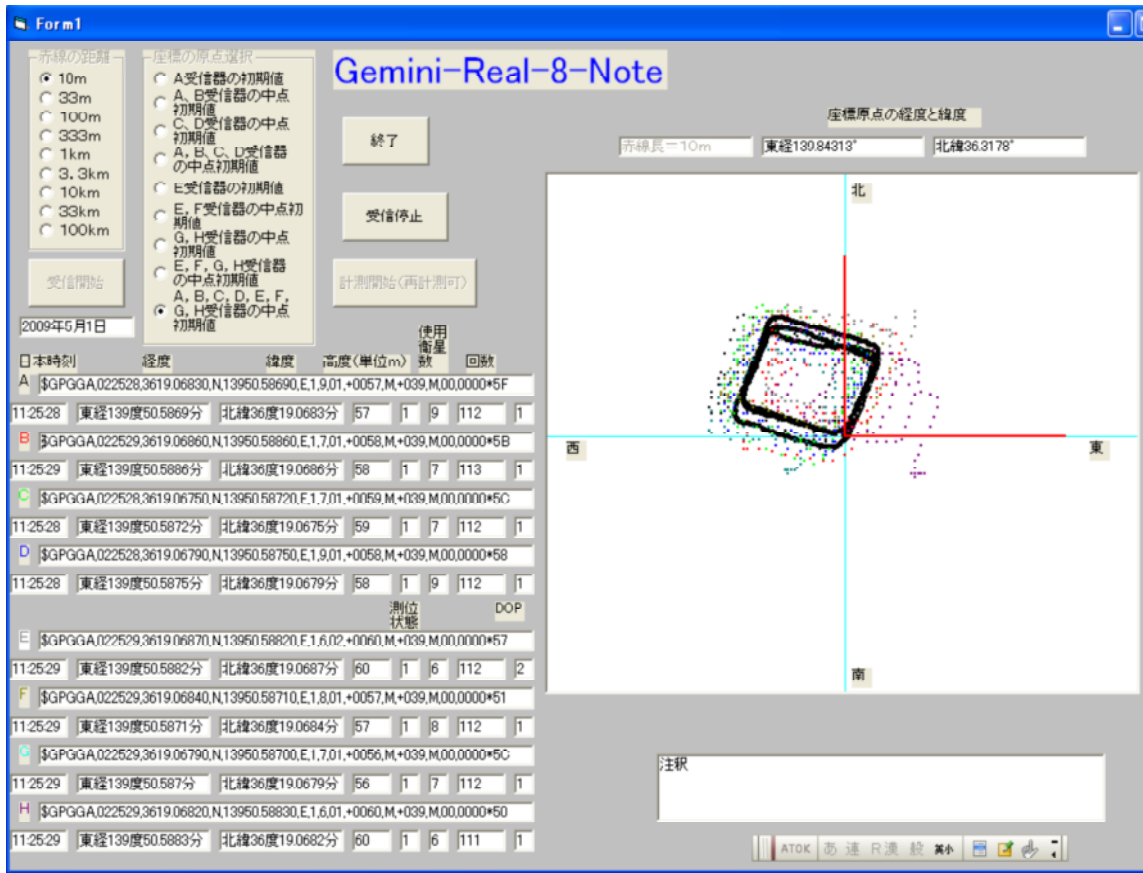 Form1
赤線の距離
10m
33m
100m
333m
1km
3.3km
10km
33km
100km
座標の原点選択
A受信器の初期値
A、B受信器の中点
初期値
C、D受信器の中点
初期値
A，B、C、D受信器
の中点初期値
E受信器の初期値
E，F受信器の中点初
期値
G，H受信器の中点
初期値
E，F，G，H受信器
の中点初期値
A，B，C，D，E，F，
G，H受信器の中点
初期値
Gemini-Real-8-Note
終了
受信停止
受信開始
計測開始(再計測可)
座標原点の経度と緯度
赤線長=10m
東経139.84313°
北緯36.3178°
2009年5月1日
日本時刻
経度
緯度
高度(単位m)
使用
衛星
数
回数
A $GPGGA,022528,3619.06830,N,13950.58690,E,1,9,01,+0057,M,+039,M,00,0000*5F
11:25:28 東経139度50.5869分 北緯36度19.0683分 57 1 9 112 1
B $GPGGA,022529,3619.06860,N,13950.58860,E,1,7,01,+0058,M,+039,M,00,0000*5B
11:25:29 東経139度50.5886分 北緯36度19.0686分 58 1 7 113 1
C $GPGGA,022528,3619.06750,N,13950.58720,E,1,7,01,+0059,M,+039,M,00,0000*5C
11:25:28 東経139度50.5872分 北緯36度19.0675分 59 1 7 112 1
D $GPGGA,022528,3619.06790,N,13950.58750,E,1,9,01,+0058,M,+039,M,00,0000*58
11:25:28 東経139度50.5875分 北緯36度19.0679分 58 1 9 112 1
測位
状態
DOP
E $GPGGA,022529,3619.06870,N,13950.58820,E,1,6,02,+0060,M,+039,M,00,0000*57
11:25:29 東経139度50.5882分 北緯36度19.0687分 60 1 6 112 2
F $GPGGA,022529,3619.06840,N,13950.58710,E,1,8,01,+0057,M,+039,M,00,0000*51
11:25:29 東経139度50.5871分 北緯36度19.0684分 57 1 8 112 1
G $GPGGA,022529,3619.06790,N,13950.58700,E,1,7,01,+0056,M,+039,M,00,0000*5C
11:25:29 東経139度50.587分 北緯36度19.0679分 56 1 7 112 1
H $GPGGA,022529,3619.06820,N,13950.58830,E,1,6,01,+0060,M,+039,M,00,0000*50
11:25:29 東経139度50.5883分 北緯36度19.0682分 60 1 6 111 1
北
西
東
南
注釈
ATOK あ 連 R漢 般 英小